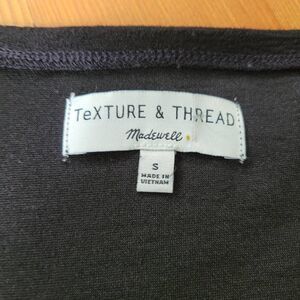 TeXTURE & THREAD
Madewell
S
MADE IN
VIETNAM